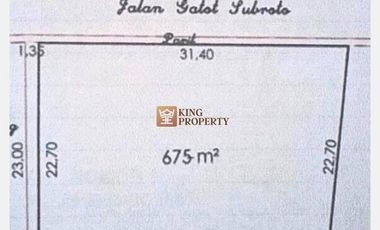 Jalan Gatot Subroto
Parit
1,35
31,40
KING
PROPERTY
23.00
22.70
675 m²
22.70